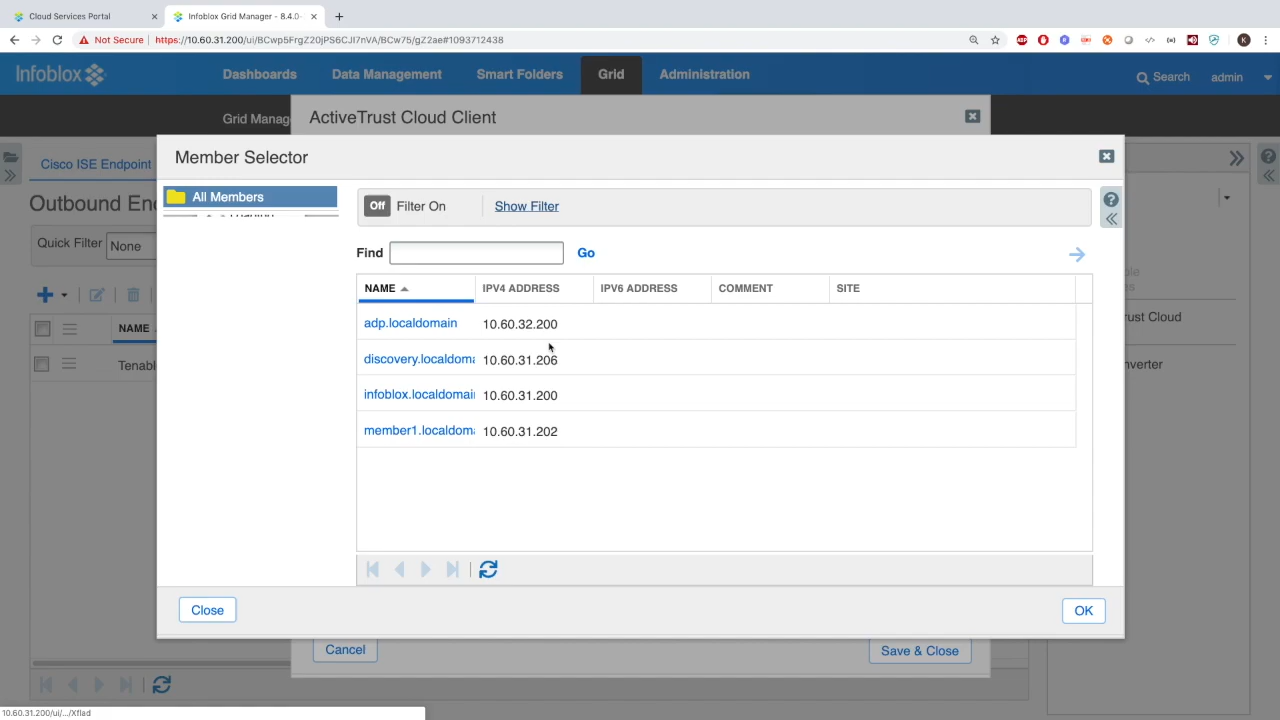 Cloud Services Portal
Infoblox Grid Manager - 8.4.0-
Not Secure
https://10.60.31.200/ui/BCwp5FrgZ20jPS6CJI7nVA/BCw75/gZ2ae#1093712438
K
Infoblox
Dashboards
Data Management
Smart Folders
Grid
Administration
Search
admin
Grid Manag
ActiveTrust Cloud Client
Cisco ISE Endpoint
Member Selector
All Members
Off
Filter On
Show Filter
Outbound En
Quick Filter
None
Find
Go
NAME
IPV4 ADDRESS
IPV6 ADDRESS
COMMENT
SITE
adp.localdomain
10.60.32.200
discovery.localdoma
10.60.31.206
infoblox.localdomai
10.60.31.200
member1.localdoma
10.60.31.202
NAME
Tenabl
rust Cloud
nverter
Close
OK
Cancel
Save & Close
10.60.31.200/ui/.../Xflad